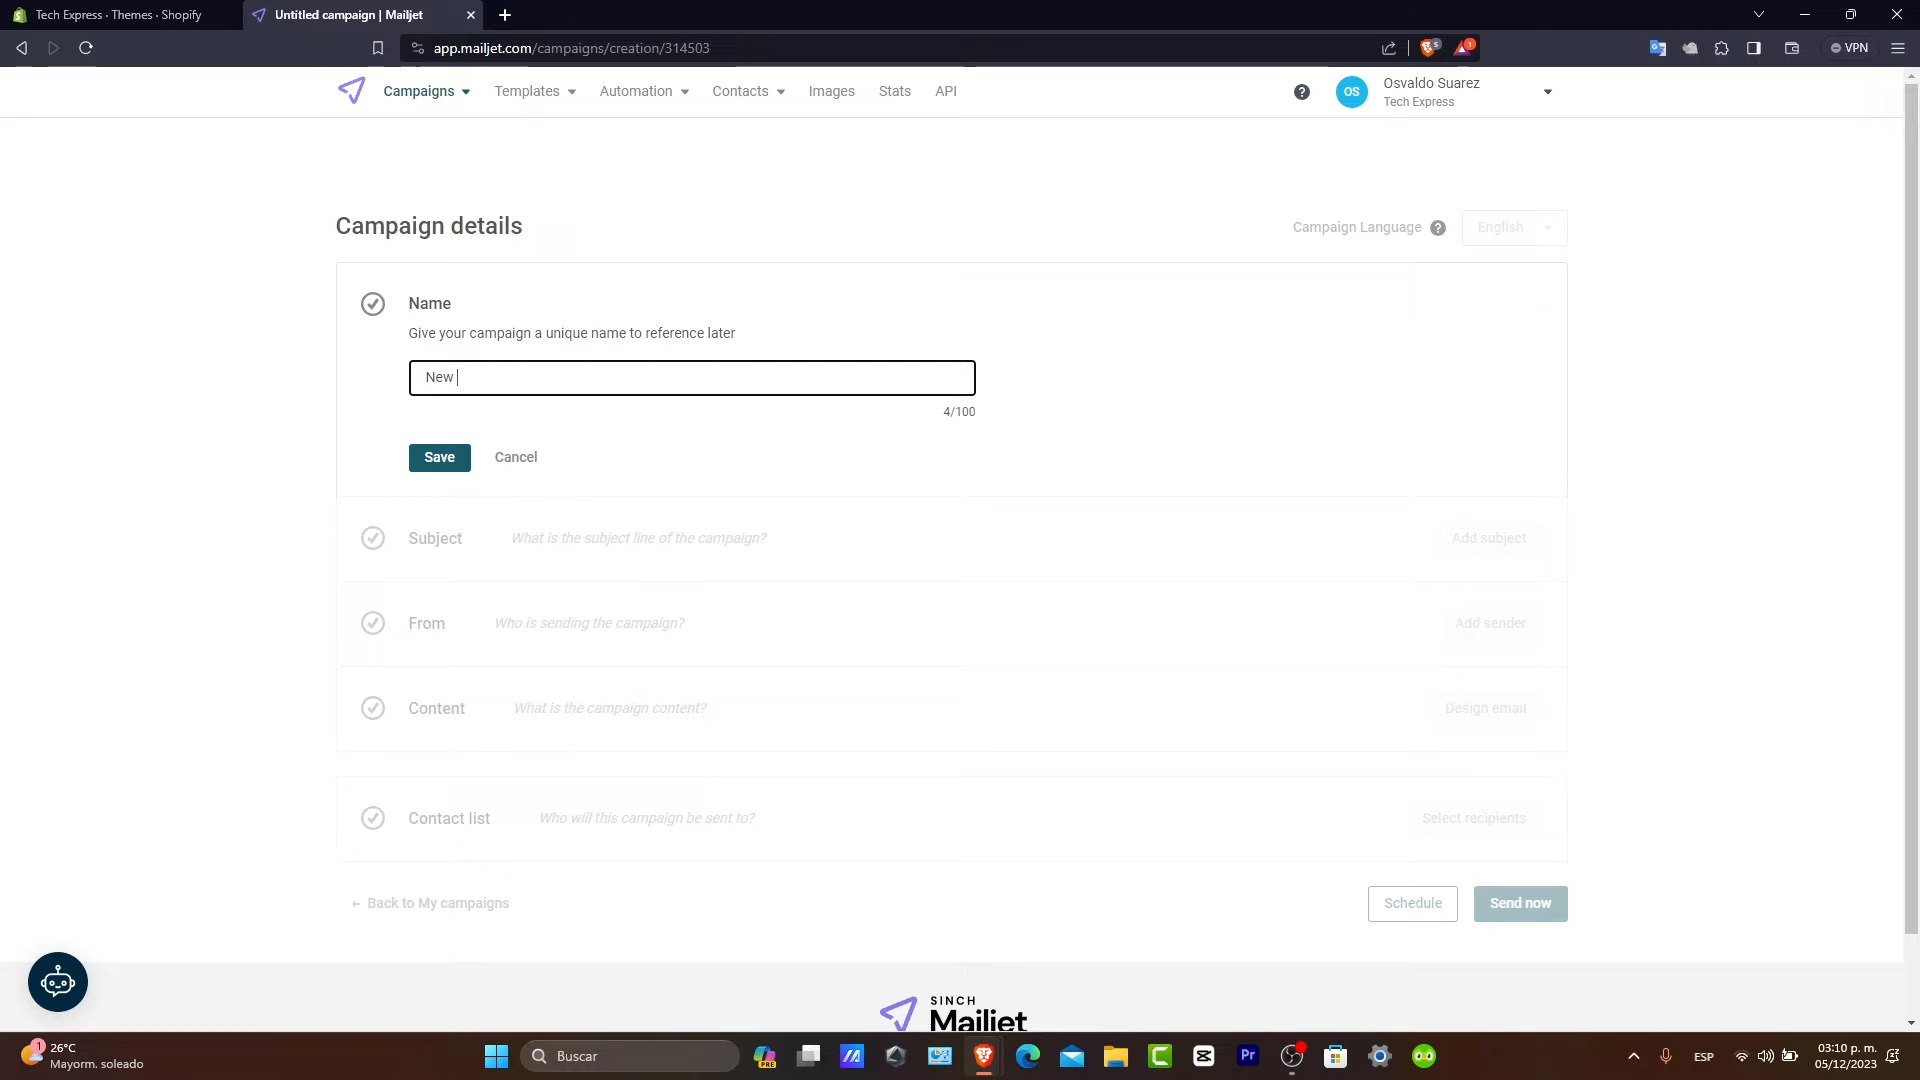 Tech Express · Themes · Shopify
Untitled campaign | Mailjet
app.mailjet.com/campaigns/creation/314503
5
1
VPN
Campaigns
Templates
Automation
Contacts
Images
Stats
API
?
OS
Osvaldo Suarez
Tech Express
Campaign details
Campaign Language
?
English
Name
Give your campaign a unique name to reference later
New
4/100
Save
Cancel
Subject
What is the subject line of the campaign?
Add subject
From
Who is sending the campaign?
Add sender
Content
What is the campaign content?
Design email
Contact list
Who will this campaign be sent to?
Select recipients
← Back to My campaigns
Schedule
Send now
SINCH
Mailjet
1
26°C
Mayorm. soleado
Buscar
PRE
Pr
ESP
03:10 p. m.
05/12/2023